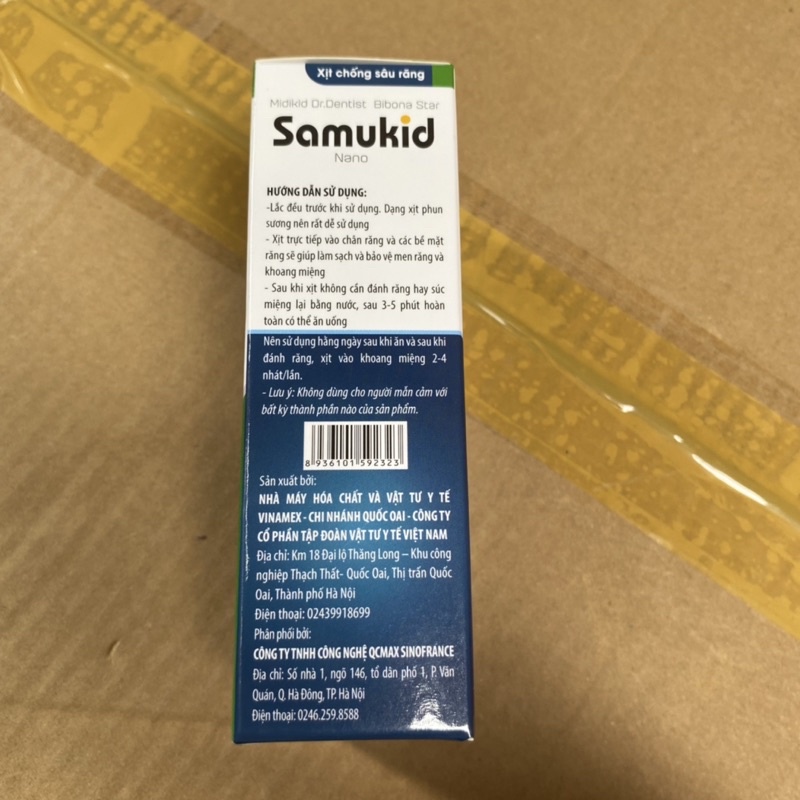 Xịt chống sâu răng
Midikid Dr.Dentist Bibona Star
Samukid
Nano
HƯỚNG DẪN SỬ DỤNG:
-Lắc đều trước khi sử dụng. Dạng xịt phun
sương nên rất dễ sử dụng
- Xịt trực tiếp vào chân răng và các bề mặt
răng sẽ giúp làm sạch và bảo vệ men răng và
khoang miệng
- Sau khi xịt không cần đánh răng hay súc
miệng lại bằng nước, sau 3-5 phút hoàn
toàn có thể ăn uống
Nên sử dụng hằng ngày sau khi ăn và sau khi
đánh răng, xịt vào khoang miệng 2-4
nhát/lần.
- Lưu ý: Không dùng cho người mẫn cảm với
bất kỳ thành phần nào của sản phẩm.
8 936101 592323
Sản xuất bởi:
NHÀ MÁY HÓA CHẤT VÀ VẬT TƯ Y TẾ
VINAMEX - CHI NHÁNH QUỐC OAI - CÔNG TY
CỔ PHẦN TẬP ĐOÀN VẬT TƯ Y TẾ VIỆT NAM
Địa chỉ: Km 18 Đại lộ Thăng Long – Khu công
nghiệp Thạch Thất- Quốc Oai, Thị trấn Quốc
Oai, Thành phố Hà Nội
Điện thoại: 02439918699
Phân phối bởi:
CÔNG TY TNHH CÔNG NGHỆ QCMAX SINOFRANCE
Địa chỉ: Số nhà 1, ngõ 146, tổ dân phố 1, P. Văn
Quán, Q. Hà Đông, TP. Hà Nội
Điện thoại: 0246.259.8588